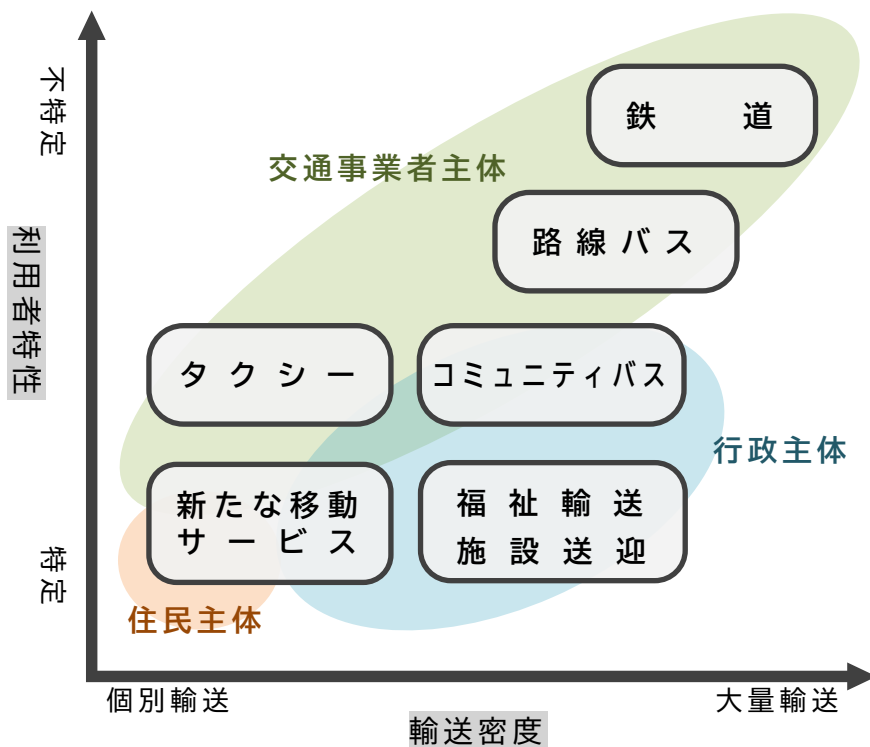 不特定
鉄道
交通事業者主体
路線バス
利用者特性
タクシー
コミュニティバス
行政主体
新たな移動
サービス
福祉輸送
施設送迎
特定
住民主体
個別輸送
大量輸送
輸送密度